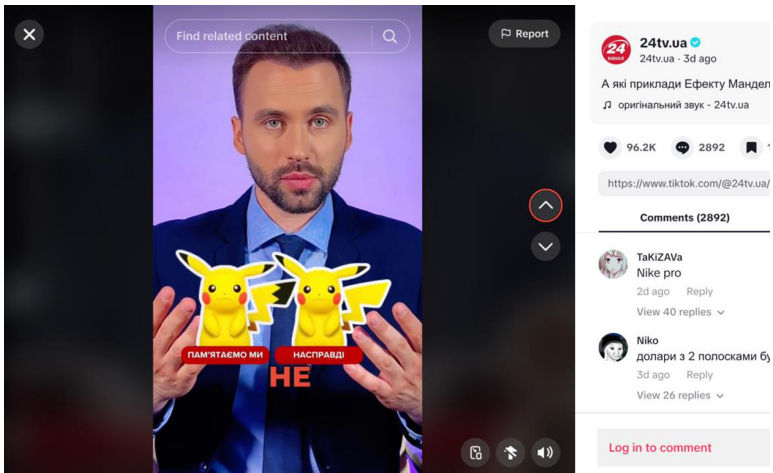 Find related content
Report
ПАМ'ЯТАЄМО МИ
НАСПРАВДІ
НЕ
24
КАНАЛ
24tv.ua
24tv.ua · 3d ago
А які приклади Ефекту Мандел
оригінальний звук - 24tv.ua
96.2K
2892
https://www.tiktok.com/@24tv.ua/
Comments (2892)
TaKiZAVa
Nike pro
2d ago Reply
View 40 replies
Niko
долари з 2 полосками бу
3d ago Reply
View 26 replies
Log in to comment